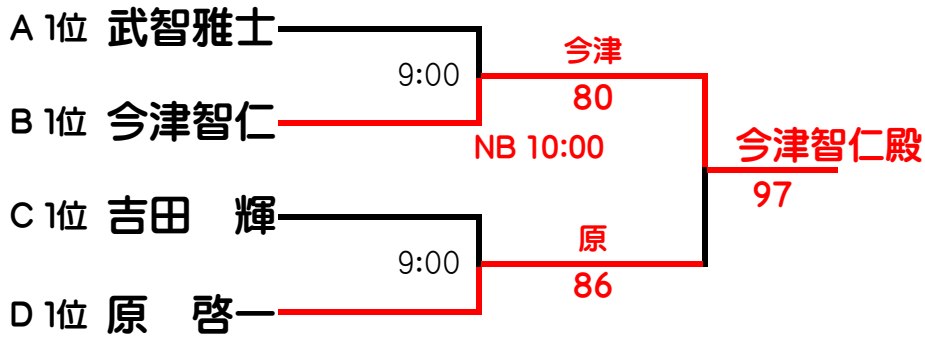 A 1位 武智雅士
9:00
B 1位 今津智仁
今津
80
NB 10:00
今津智仁殿
97
C 1位 吉田　輝
9:00
D 1位 原　啓一
原
86